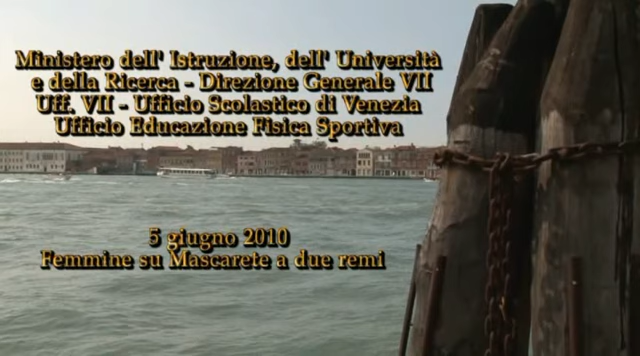 Ministero dell' Istruzione, dell' Università
e della Ricerca - Direzione Generale VII
Uff. VII - Ufficio Scolastico di Venezia
Ufficio Educazione Fisica Sportiva
5 giugno 2010
Femmine su Mascarete a due remi